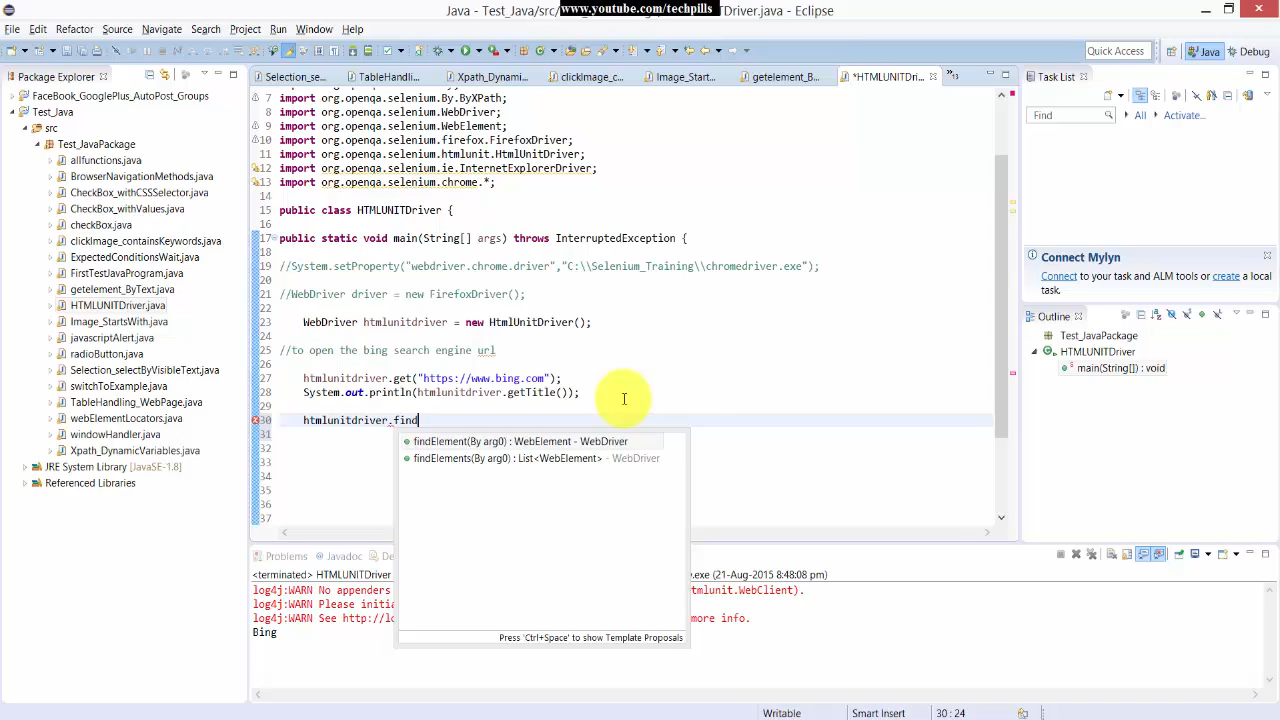 Java - Test_Java/src/ www.youtube.com/techpills Driver.java - Eclipse
File Edit Refactor Source Navigate Search Project Run Window Help
Quick Access Java Debug
Package Explorer
FaceBook_GooglePlus_AutoPost_Groups
Test_Java
src
Test_JavaPackage
allfunctions.java
BrowserNavigationMethods.java
CheckBox_withCSSSelector.java
CheckBox_withValues.java
checkBox.java
clickImage_containsKeywords.java
ExpectedConditionsWait.java
FirstTestJavaProgram.java
getelement_ByText.java
HTMLUNITDriver.java
Image_StartsWith.java
javascriptAlert.java
radioButton.java
Selection_selectByVisibleText.java
switchToExample.java
TableHandling_WebPage.java
webElementLocators.java
windowHandler.java
Xpath_DynamicVariables.java
JRE System Library [JavaSE-1.8]
Referenced Libraries
Selection_se... TableHandli... Xpath_Dynami... clickImage_c... Image_Start... getelement_B... *HTMLUNITDri... »13
7 import org.openqa.selenium.By.ByXPath;
8 import org.openqa.selenium.WebDriver;
9 import org.openqa.selenium.WebElement;
10 import org.openqa.selenium.firefox.FirefoxDriver;
11 import org.openqa.selenium.htmlunit.HtmlUnitDriver;
12 import org.openqa.selenium.ie.InternetExplorerDriver;
13 import org.openqa.selenium.chrome.*;
14
15 public class HTMLUNITDriver {
16
17 public static void main(String[] args) throws InterruptedException {
18
19 //System.setProperty("webdriver.chrome.driver","C:\\Selenium_Training\\chromedriver.exe");
20
21 //WebDriver driver = new FirefoxDriver();
22
23 WebDriver htmlunitdriver = new HtmlUnitDriver();
24
25 //to open the bing search engine url
26
27 htmlunitdriver.get("https://www.bing.com");
28 System.out.println(htmlunitdriver.getTitle());
29
30 htmlunitdriver.find
31
32
33
34
35
36
37
findElement(By arg0) : WebElement - WebDriver
findElements(By arg0) : List<WebElement> - WebDriver
Press 'Ctrl+Space' to show Template Proposals
Problems Javadoc De
<terminated> HTMLUNITDriver .exe (21-Aug-2015 8:48:08 pm)
log4j:WARN No appenders tmlunit.WebClient).
log4j:WARN Please initia
log4j:WARN See http://lo more info.
Bing
Task List
Find All Activate...
Connect Mylyn
Connect to your task and ALM tools or create a local task.
Outline
Test_JavaPackage
HTMLUNITDriver
main(String[]) : void
Writable Smart Insert 30 : 24